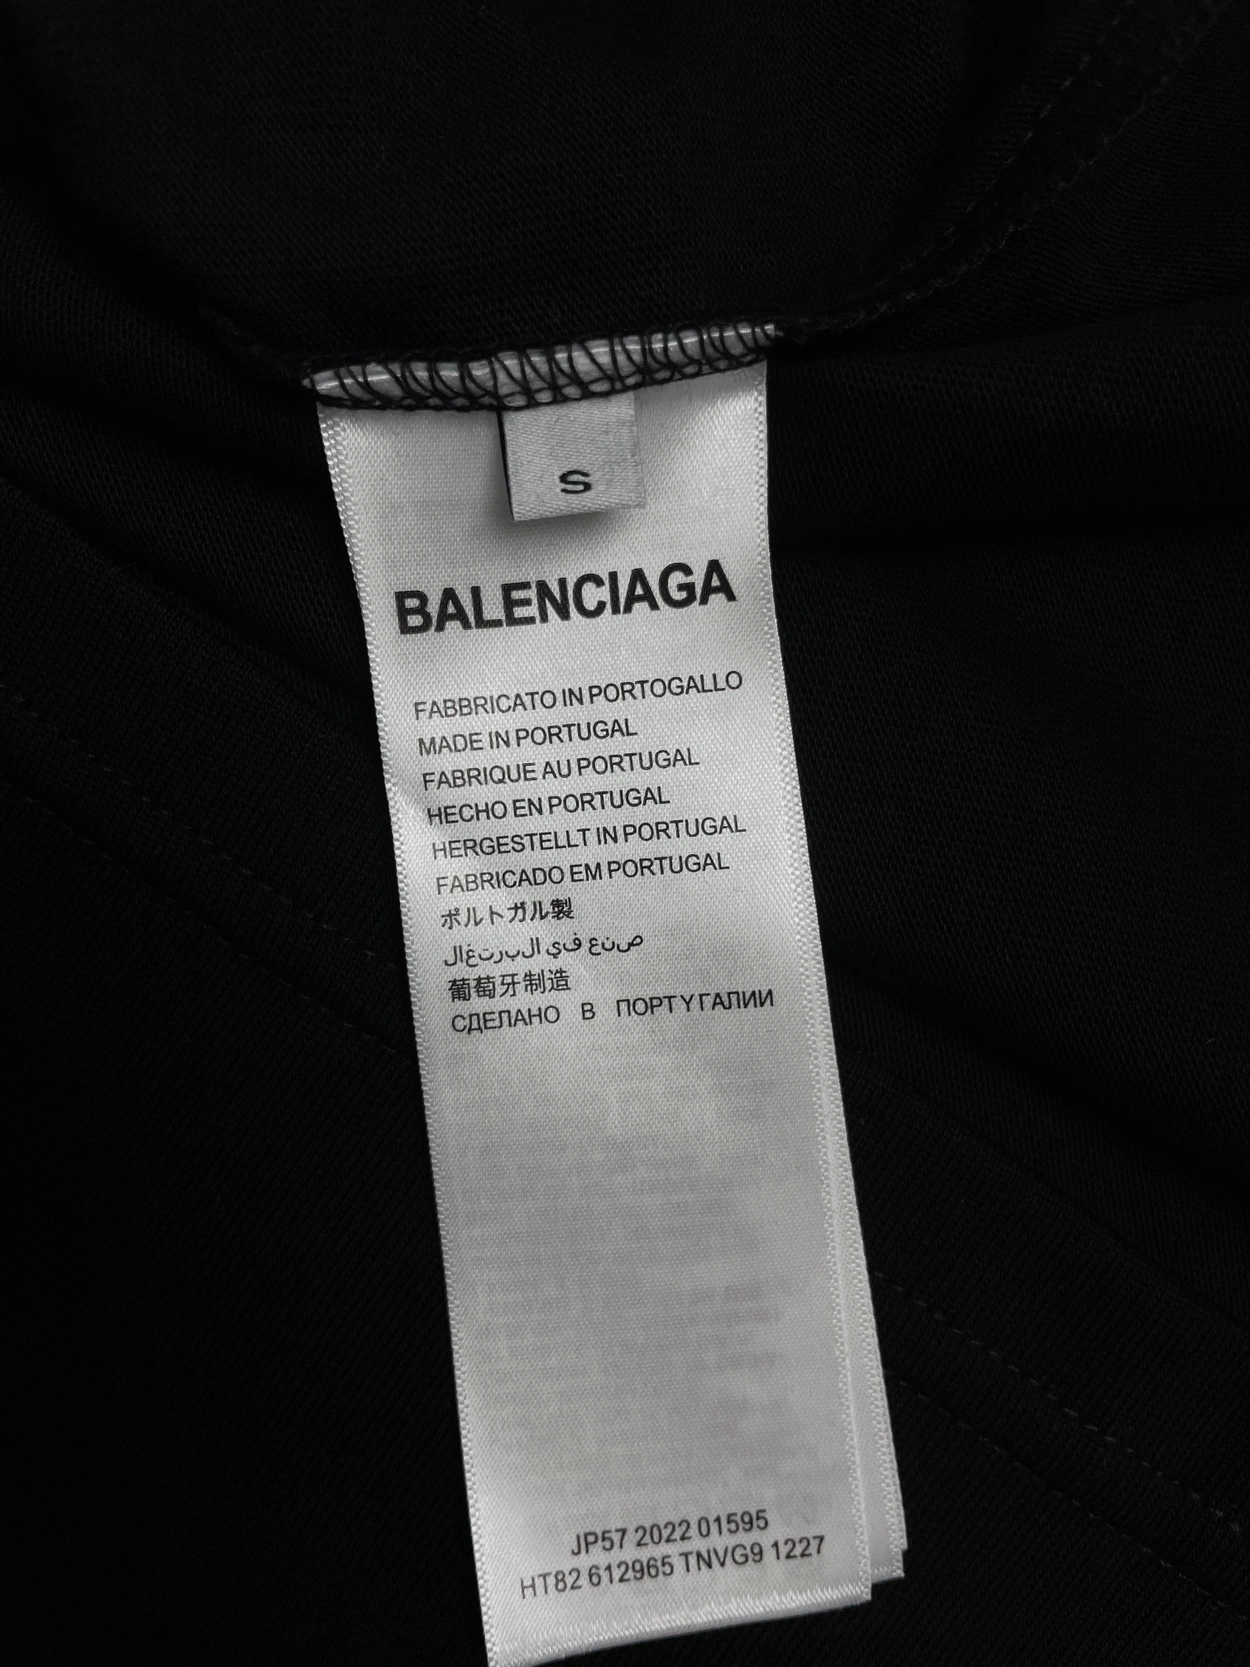 S
BALENCIAGA
FABBRICATO IN PORTOGALLO
MADE IN PORTUGAL
FABRIQUE AU PORTUGAL
HECHO EN PORTUGAL
HERGESTELLT IN PORTUGAL
FABRICADO EM PORTUGAL
ポルトガル製
صنع في البرتغال
葡萄牙制造
СДЕЛАНО В ПОРТУГАЛИИ
JP57 2022 01595
HT82 612965 TNVG9 1227